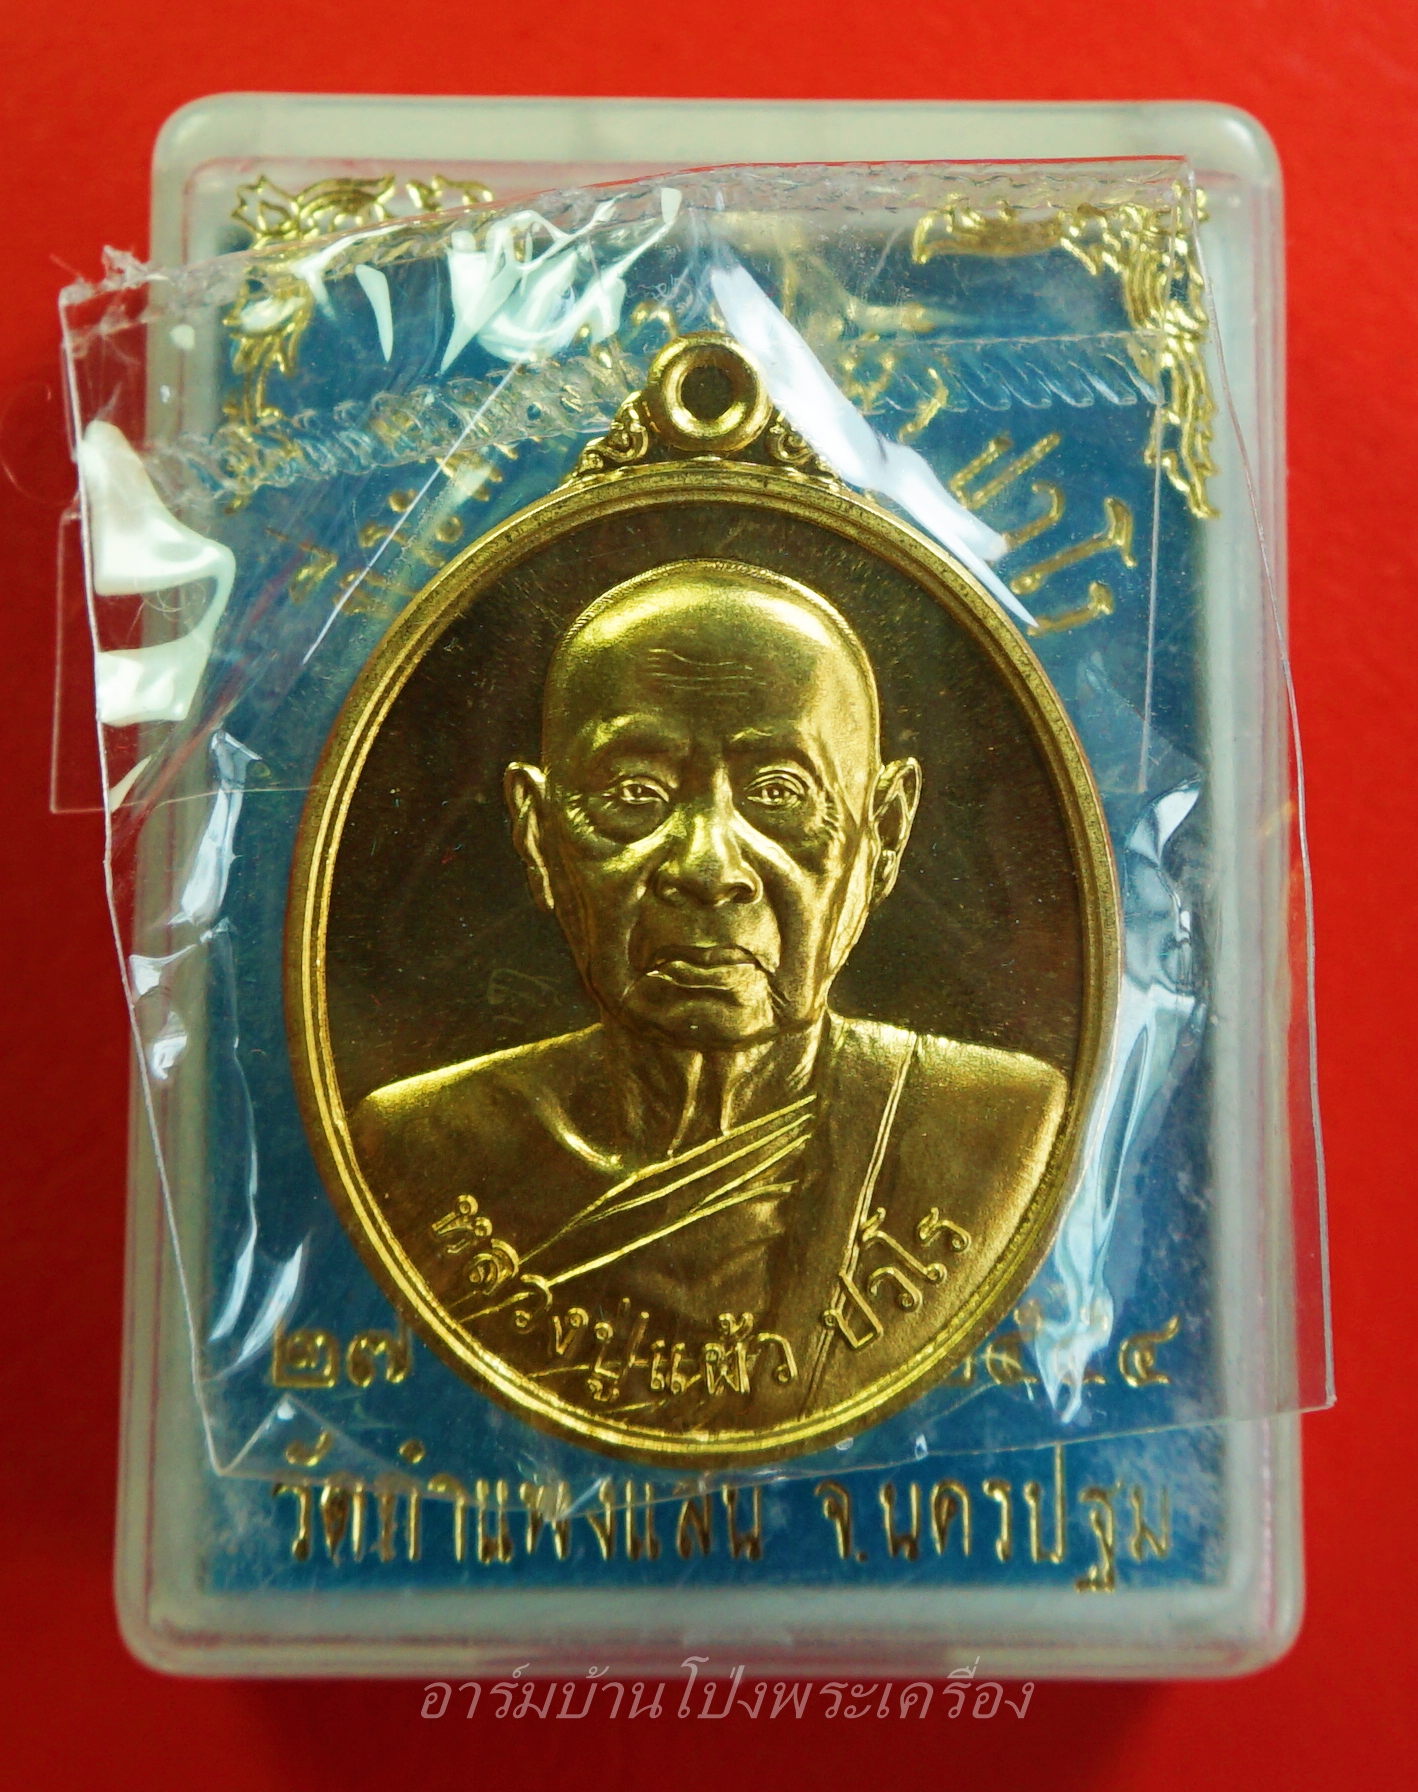 หลวงปู่แผ้ว ปวโร
๒๗
วัดกำแพงแสน จ.นครปฐม
อาร์มบ้านโป่งพระเครื่อง